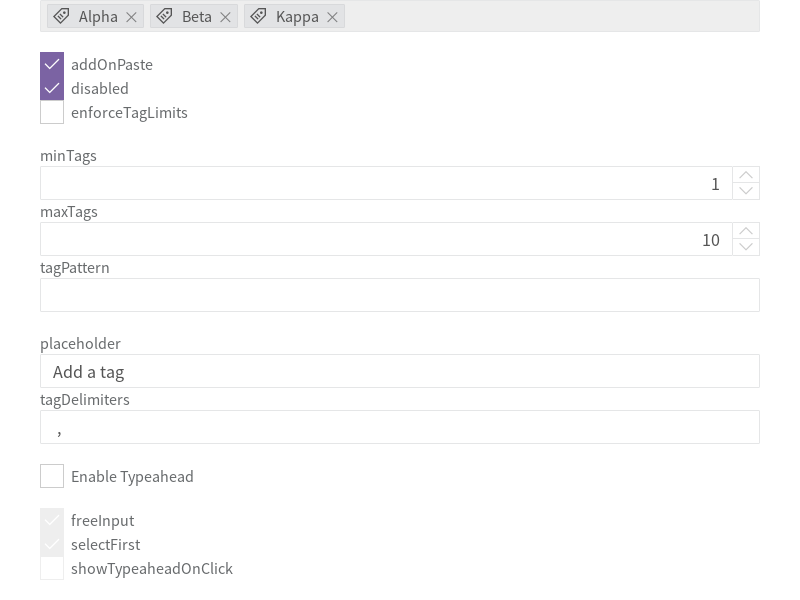 Alpha Beta Kappa
addOnPaste
disabled
enforceTagLimits
minTags
1
maxTags
10
tagPattern
placeholder
Add a tag
tagDelimiters
,
Enable Typeahead
freeInput
selectFirst
showTypeaheadOnClick